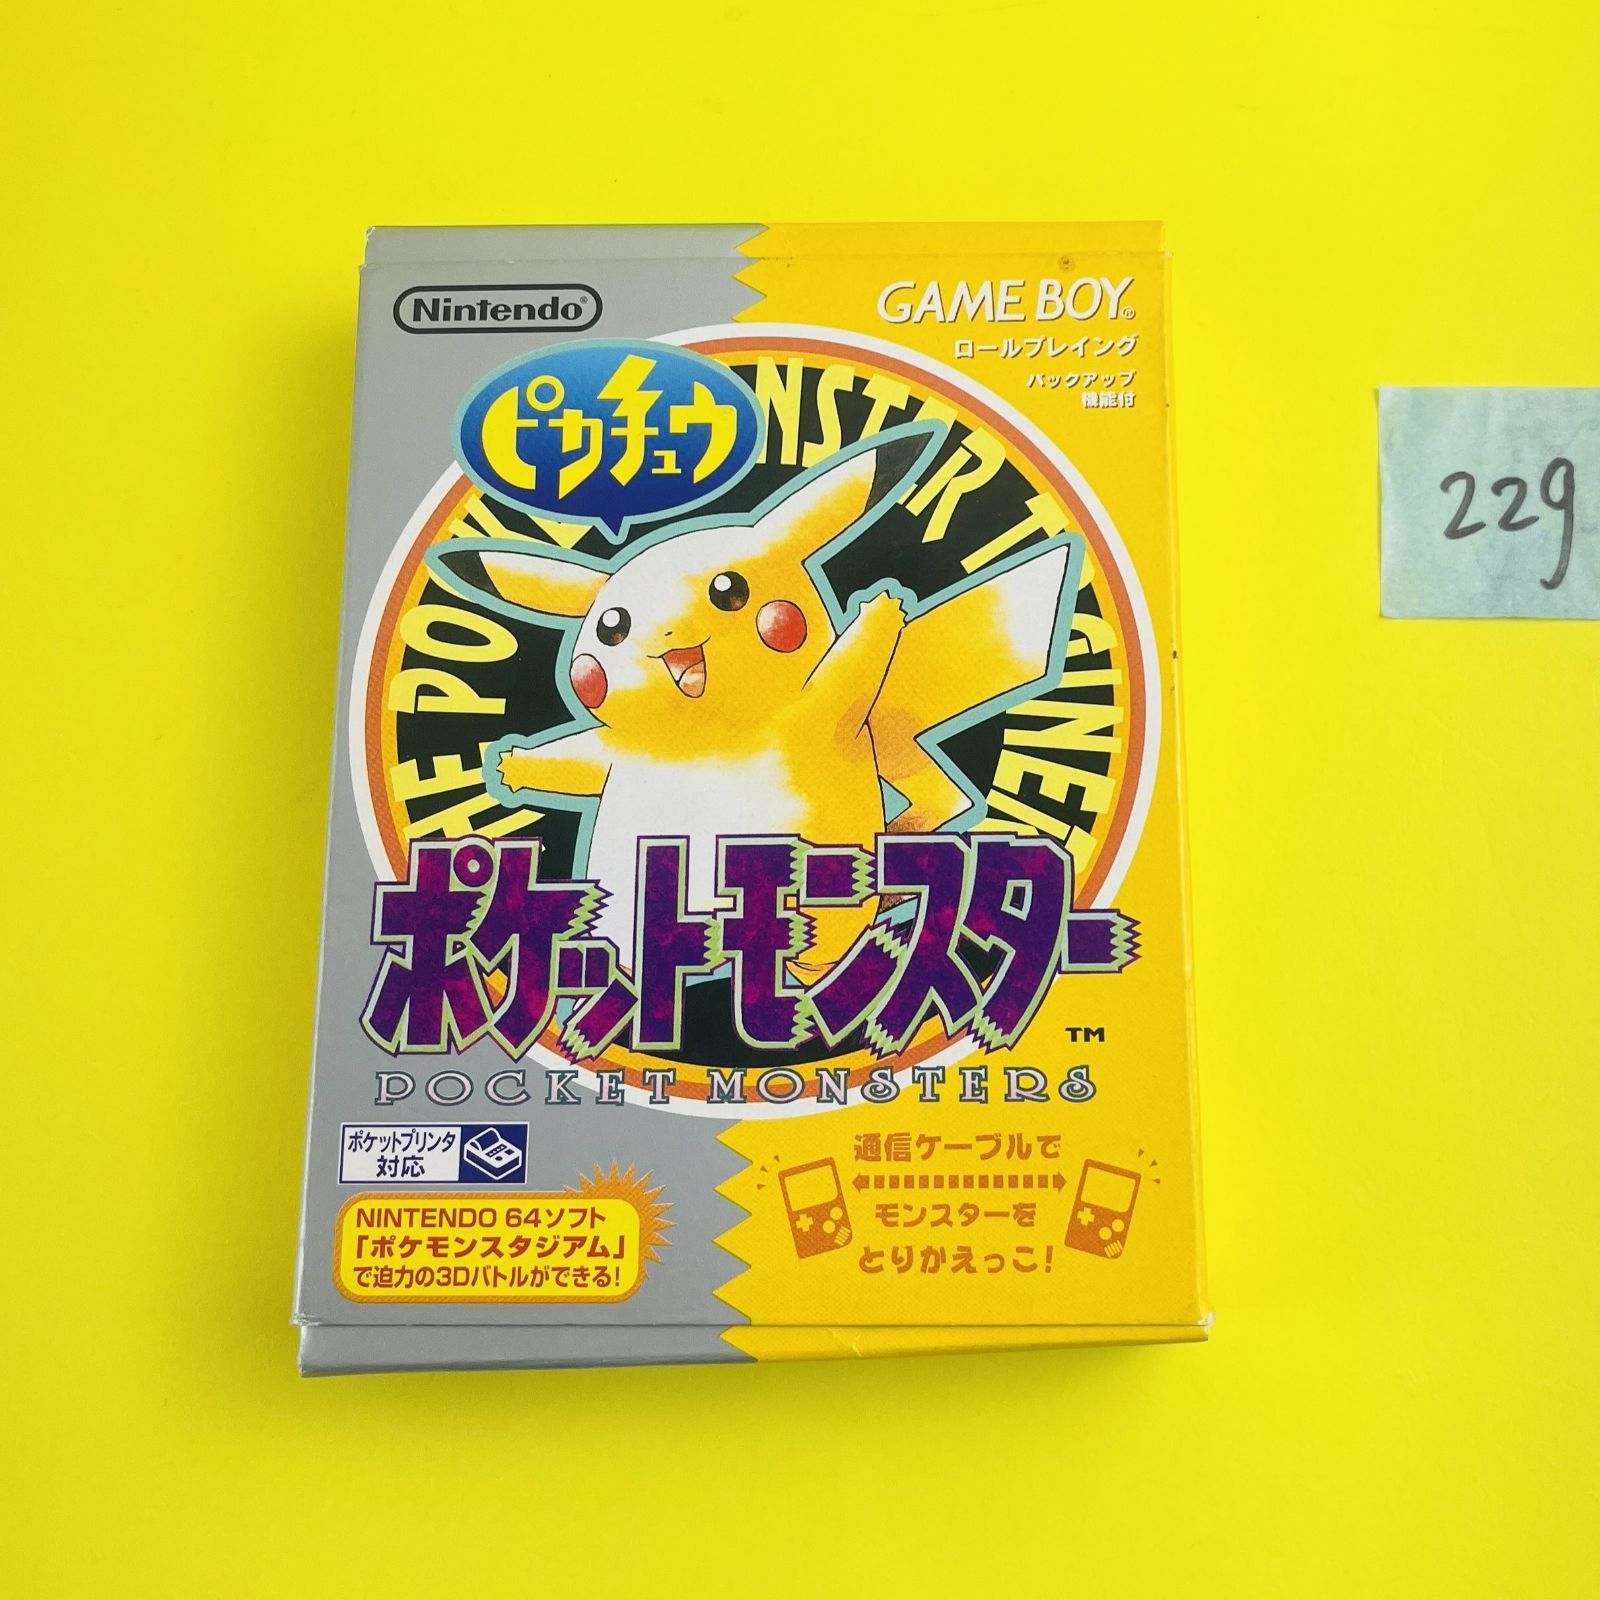 Nintendo®
GAME BOY®
ロールプレイング
バックアップ
機能付
ピカチュウ
THE POCKET MONSTER TRAINER
ポケットモンスター
TM
POCKET MONSTERS
ポケットプリンタ
対応
NINTENDO 64ソフト
「ポケモンスタジアム」
で迫力の3Dバトルができる!
通信ケーブルで
モンスターを
とりかえっこ!
229